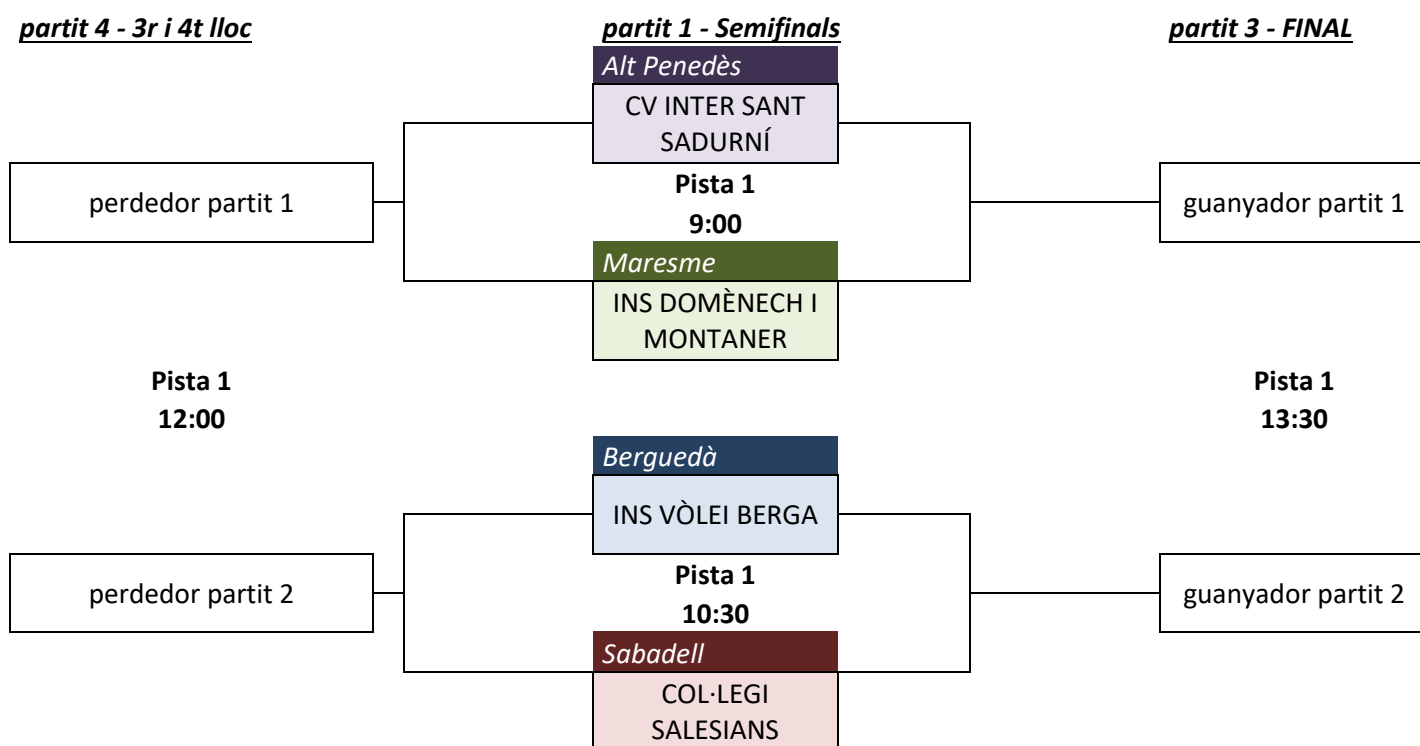 partit 4 - 3r i 4t lloc
partit 1 - Semifinals
partit 3 - FINAL
Alt Penedès
CV INTER SANT
SADURNÍ
perdedor partit 1
Pista 1
9:00
guanyador partit 1
Maresme
INS DOMÈNECH I
MONTANER
Pista 1
12:00
Pista 1
13:30
Berguedà
INS VÒLEI BERGA
perdedor partit 2
Pista 1
10:30
guanyador partit 2
Sabadell
COL·LEGI
SALESIANS